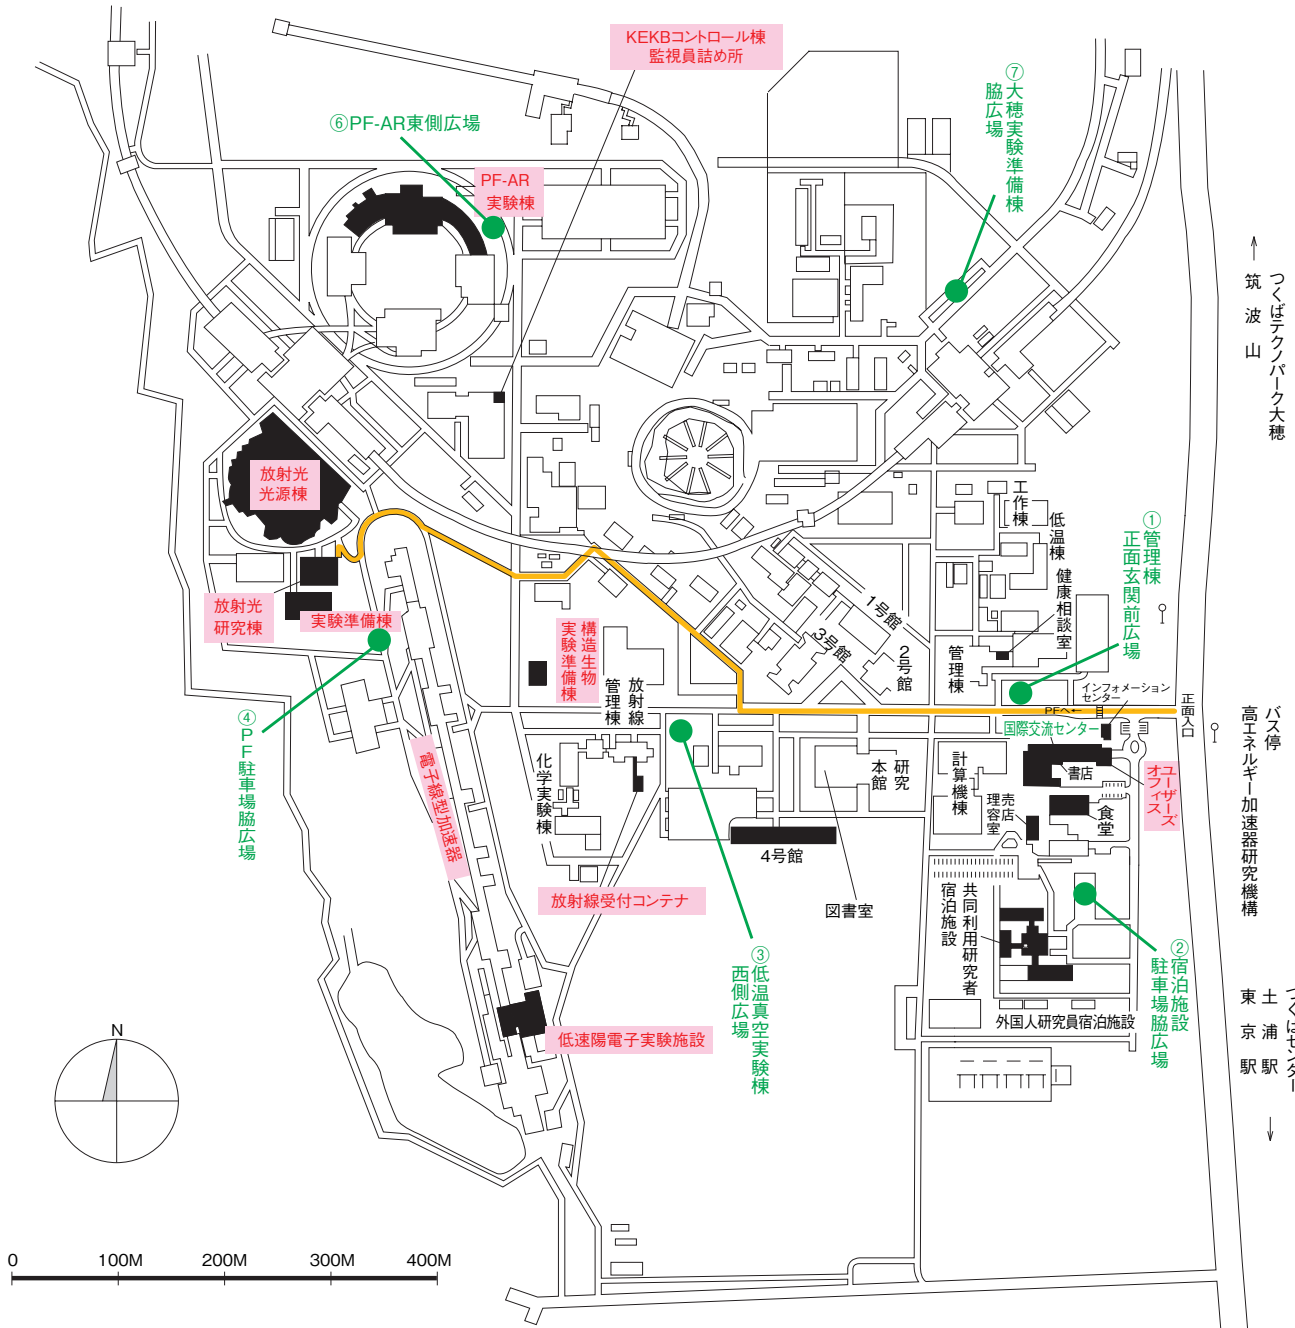 KEKBコントロール棟
監視員詰め所
⑥PF-AR東側広場
PF-AR
実験棟
⑦大穂実験準備棟
脇広場
つくばテクノパーク大穂
筑波山
放射光
光源棟
放射光
研究棟
実験準備棟
④PF駐車場脇広場
電子線型加速器
構造生物
実験準備棟
放射線
管理棟
化学実験棟
放射線受付コンテナ
低速陽電子実験施設
③低温真空実験棟
西側広場
4号館
図書室
研究
本館
計算機棟
1号館
3号館
2号館
管理棟
工作棟
低温棟
健康相談室
①管理棟
正面玄関前広場
インフォメーション
センター
PFへ←
国際交流センター
書店
ユーザーズ
オフィス
食堂
売店
理容室
共同利用研究者
宿泊施設
外国人研究員宿泊施設
②宿泊施設
駐車場脇広場
正面入口
バス停
高エネルギー加速器研究機構
つくばセンター
土浦駅
東京駅
N
0
100M
200M
300M
400M